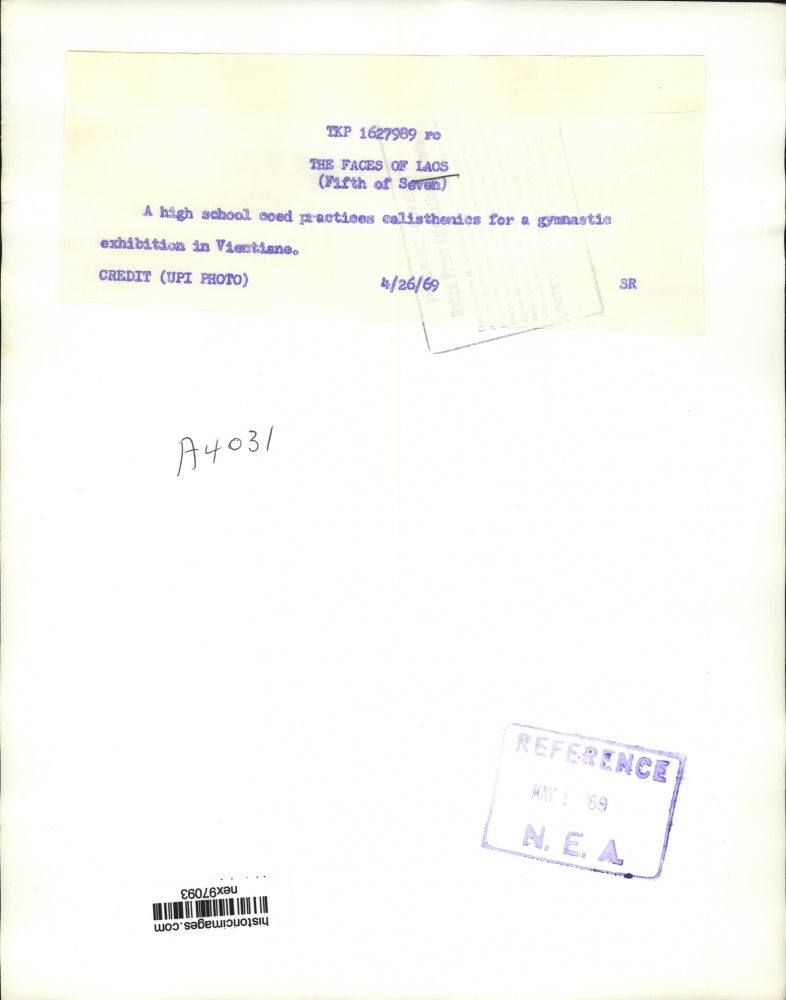 TKP 1627989 ro
THE FACES OF LAOS
(Fifth of Seven)
A high school coed practices calisthenics for a gymnastic
exhibition in Vientiane.
CREDIT (UPI PHOTO) 4/26/69 SR
A4031
REFERENCE
MAY 1 '69
N. E. A.
nex97093
historicimages.com